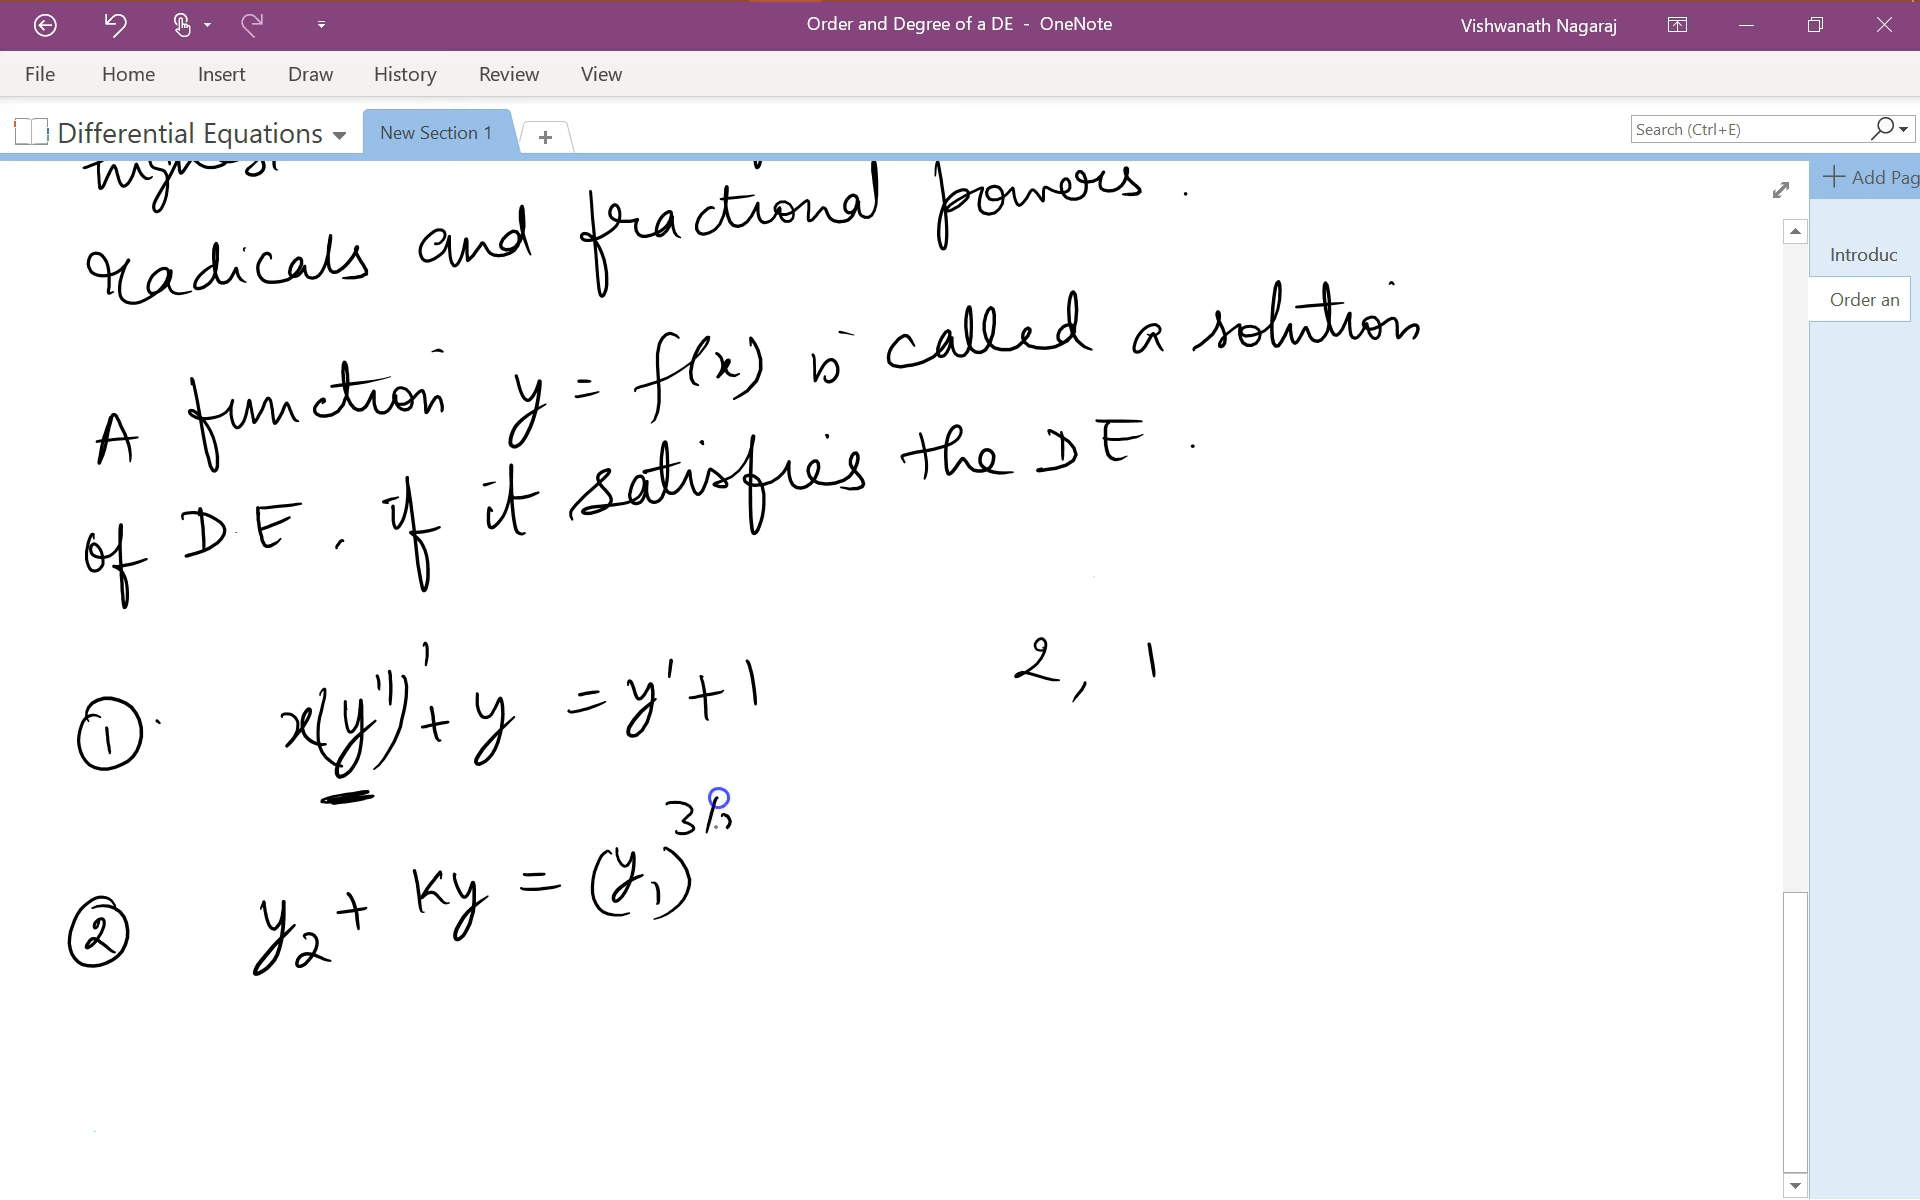 Order and Degree of a DE - OneNote
Vishwanath Nagaraj
File Home Insert Draw History Review View
Differential Equations New Section 1 +
Search (Ctrl+E)
Add Pag
Introduc
Order an
highest
radicals and fractional powers.
A function y = f(x) is called a solution
of D.E. if it satisfies the DE.
① x(y'')' + y = y' + 1 2, 1
② y₂ + Ky = (y₁)